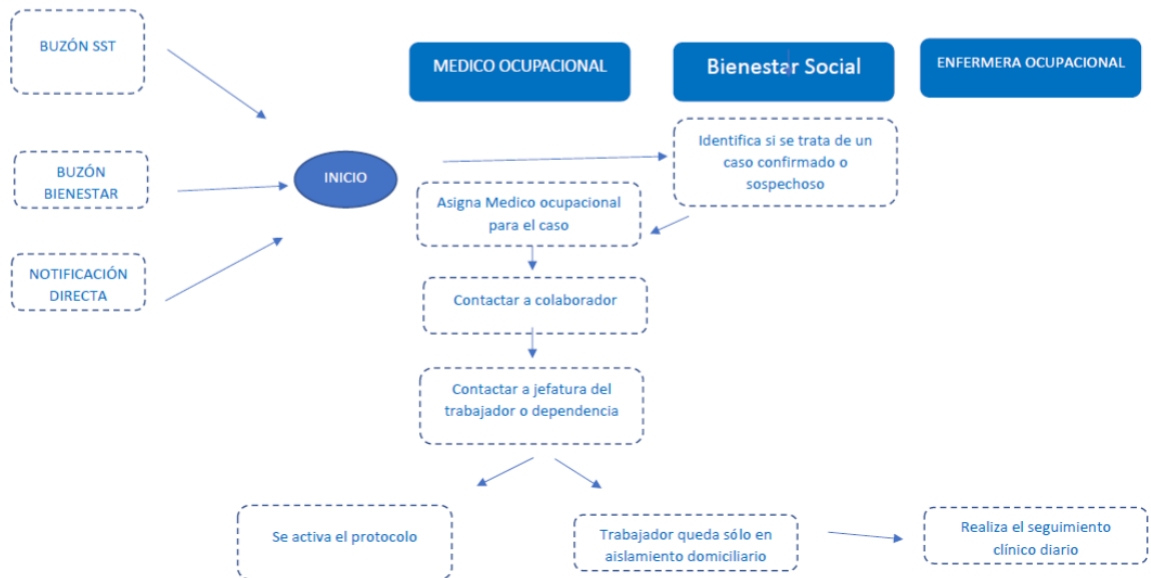 BUZÓN SST
MEDICO OCUPACIONAL
Bienestar Social
ENFERMERA OCUPACIONAL
Identifica si se trata de un
caso confirmado o
sospechoso
BUZÓN
BIENESTAR
INICIO
Asigna Medico ocupacional
para el caso
NOTIFICACIÓN
DIRECTA
Contactar a colaborador
Contactar a jefatura del
trabajador o dependencia
Se activa el protocolo
Trabajador queda sólo en
aislamiento domiciliario
Realiza el seguimiento
clínico diario